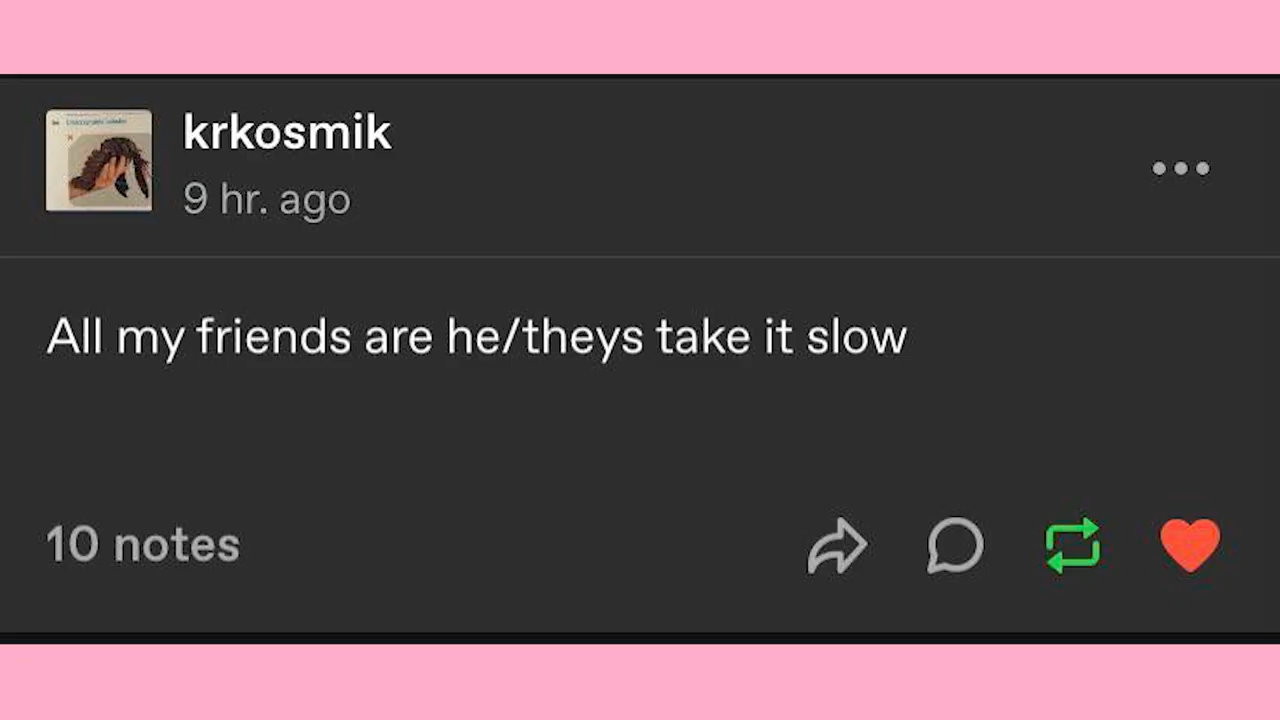 krkosmik
9 hr. ago
All my friends are he/theys take it slow
10 notes